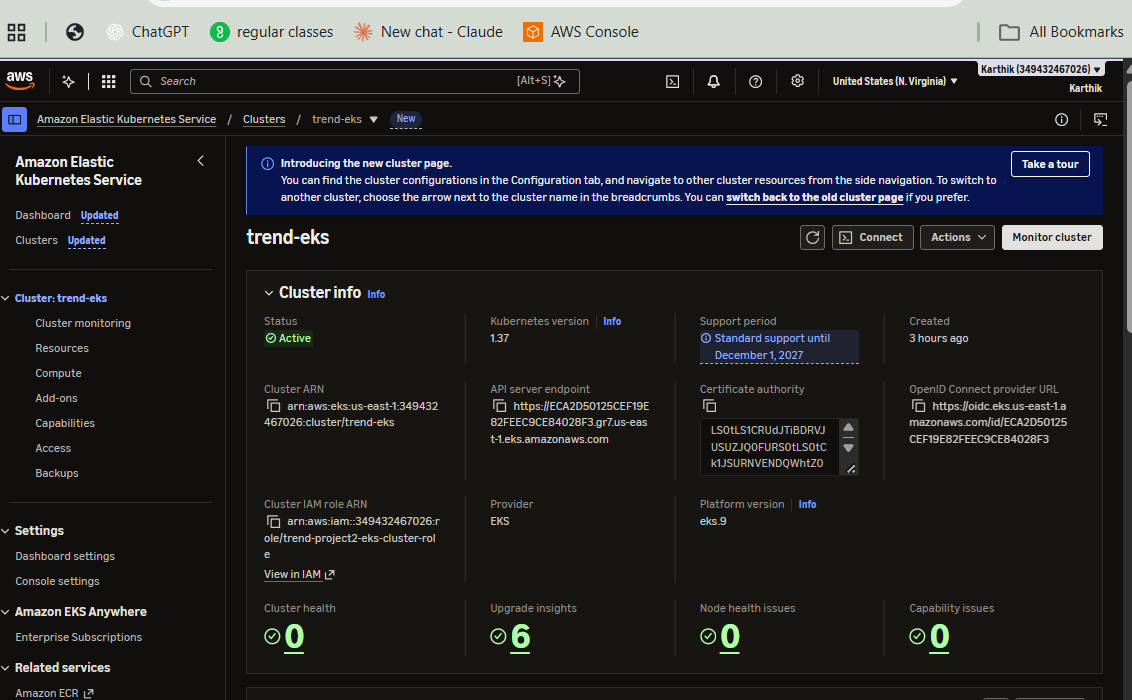 ChatGPT
regular classes
New chat - Claude
AWS Console
All Bookmarks
aws
Search
[Alt+S]
United States (N. Virginia)
Karthik (349432467026)
Karthik
Amazon Elastic Kubernetes Service / Clusters / trend-eks New
Amazon Elastic
Kubernetes Service
Dashboard Updated
Clusters Updated
Cluster: trend-eks
Cluster monitoring
Resources
Compute
Add-ons
Capabilities
Access
Backups
Settings
Dashboard settings
Console settings
Amazon EKS Anywhere
Enterprise Subscriptions
Related services
Amazon ECR
Introducing the new cluster page.
You can find the cluster configurations in the Configuration tab, and navigate to other cluster resources from the side navigation. To switch to
another cluster, choose the arrow next to the cluster name in the breadcrumbs. You can switch back to the old cluster page if you prefer.
Take a tour
trend-eks
Connect
Actions
Monitor cluster
Cluster info Info
Status
Active
Kubernetes version Info
1.37
Support period
Standard support until
December 1, 2027
Created
3 hours ago
Cluster ARN
arn:aws:eks:us-east-1:349432
467026:cluster/trend-eks
API server endpoint
https://ECA2D50125CEF19E
82FEEC9CE84028F3.gr7.us-eas
t-1.eks.amazonaws.com
Certificate authority
LS0tLS1CRUdJTiBDRVJ
USUZJQ0FURS0tLS0tC
k1JSURNVENDQWhtZ0
OpenID Connect provider URL
https://oidc.eks.us-east-1.a
mazonaws.com/id/ECA2D50125
CEF19E82FEEC9CE84028F3
Cluster IAM role ARN
arn:aws:iam::349432467026:r
ole/trend-project2-eks-cluster-rol
e
View in IAM
Provider
EKS
Platform version Info
eks.9
Cluster health
0
Upgrade insights
6
Node health issues
0
Capability issues
0